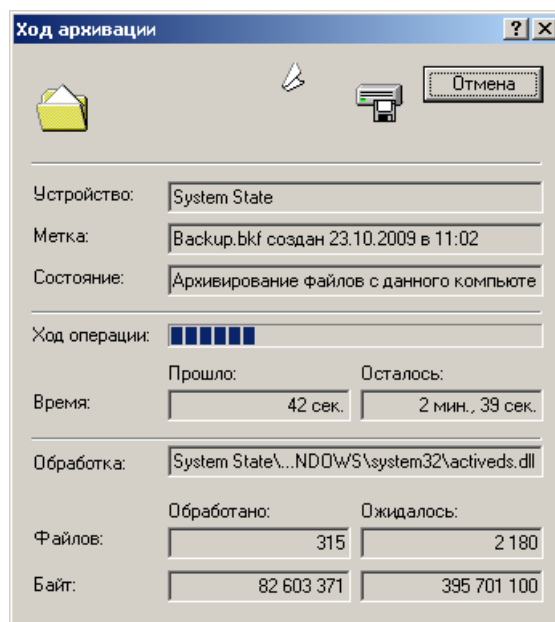 Ход архивации
Отмена
Устройство: System State
Метка: Backup.bkf создан 23.10.2009 в 11:02
Состояние: Архивирование файлов с данного компьюте
Ход операции:
Прошло: Осталось:
Время: 42 сек. 2 мин., 39 сек.
Обработка: System State\...NDOWS\system32\activeds.dll
Обработано: Ожидалось:
Файлов: 315 2 180
Байт: 82 603 371 395 701 100